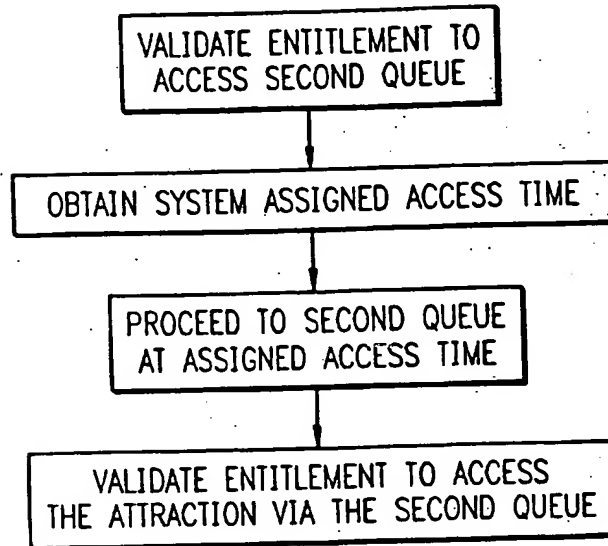 VALIDATE ENTITLEMENT TO
ACCESS SECOND QUEUE
OBTAIN SYSTEM ASSIGNED ACCESS TIME
PROCEED TO SECOND QUEUE
AT ASSIGNED ACCESS TIME
VALIDATE ENTITLEMENT TO ACCESS
THE ATTRACTION VIA THE SECOND QUEUE